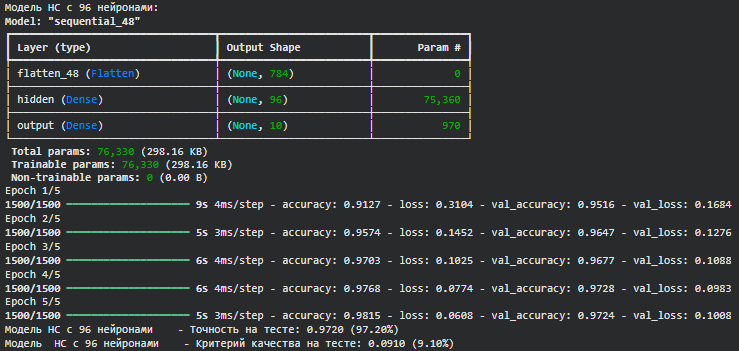 Модель НС с 96 нейронами:
Model: "sequential_48"
Layer (type) Output Shape Param #
flatten_48 (Flatten) (None, 784) 0
hidden (Dense) (None, 96) 75,360
output (Dense) (None, 10) 970
Total params: 76,330 (298.16 KB)
Trainable params: 76,330 (298.16 KB)
Non-trainable params: 0 (0.00 B)
Epoch 1/5
1500/1500 ━━━━━━━━━━━━━━━━━━━━ 9s 4ms/step - accuracy: 0.9127 - loss: 0.3104 - val_accuracy: 0.9516 - val_loss: 0.1684
Epoch 2/5
1500/1500 ━━━━━━━━━━━━━━━━━━━━ 5s 3ms/step - accuracy: 0.9574 - loss: 0.1452 - val_accuracy: 0.9647 - val_loss: 0.1276
Epoch 3/5
1500/1500 ━━━━━━━━━━━━━━━━━━━━ 6s 4ms/step - accuracy: 0.9703 - loss: 0.1025 - val_accuracy: 0.9677 - val_loss: 0.1088
Epoch 4/5
1500/1500 ━━━━━━━━━━━━━━━━━━━━ 6s 4ms/step - accuracy: 0.9768 - loss: 0.0774 - val_accuracy: 0.9728 - val_loss: 0.0983
Epoch 5/5
1500/1500 ━━━━━━━━━━━━━━━━━━━━ 5s 3ms/step - accuracy: 0.9815 - loss: 0.0608 - val_accuracy: 0.9724 - val_loss: 0.1008
Модель НС с 96 нейронами - Точность на тесте: 0.9720 (97.20%)
Модель НС с 96 нейронами - Критерий качества на тесте: 0.0910 (9.10%)